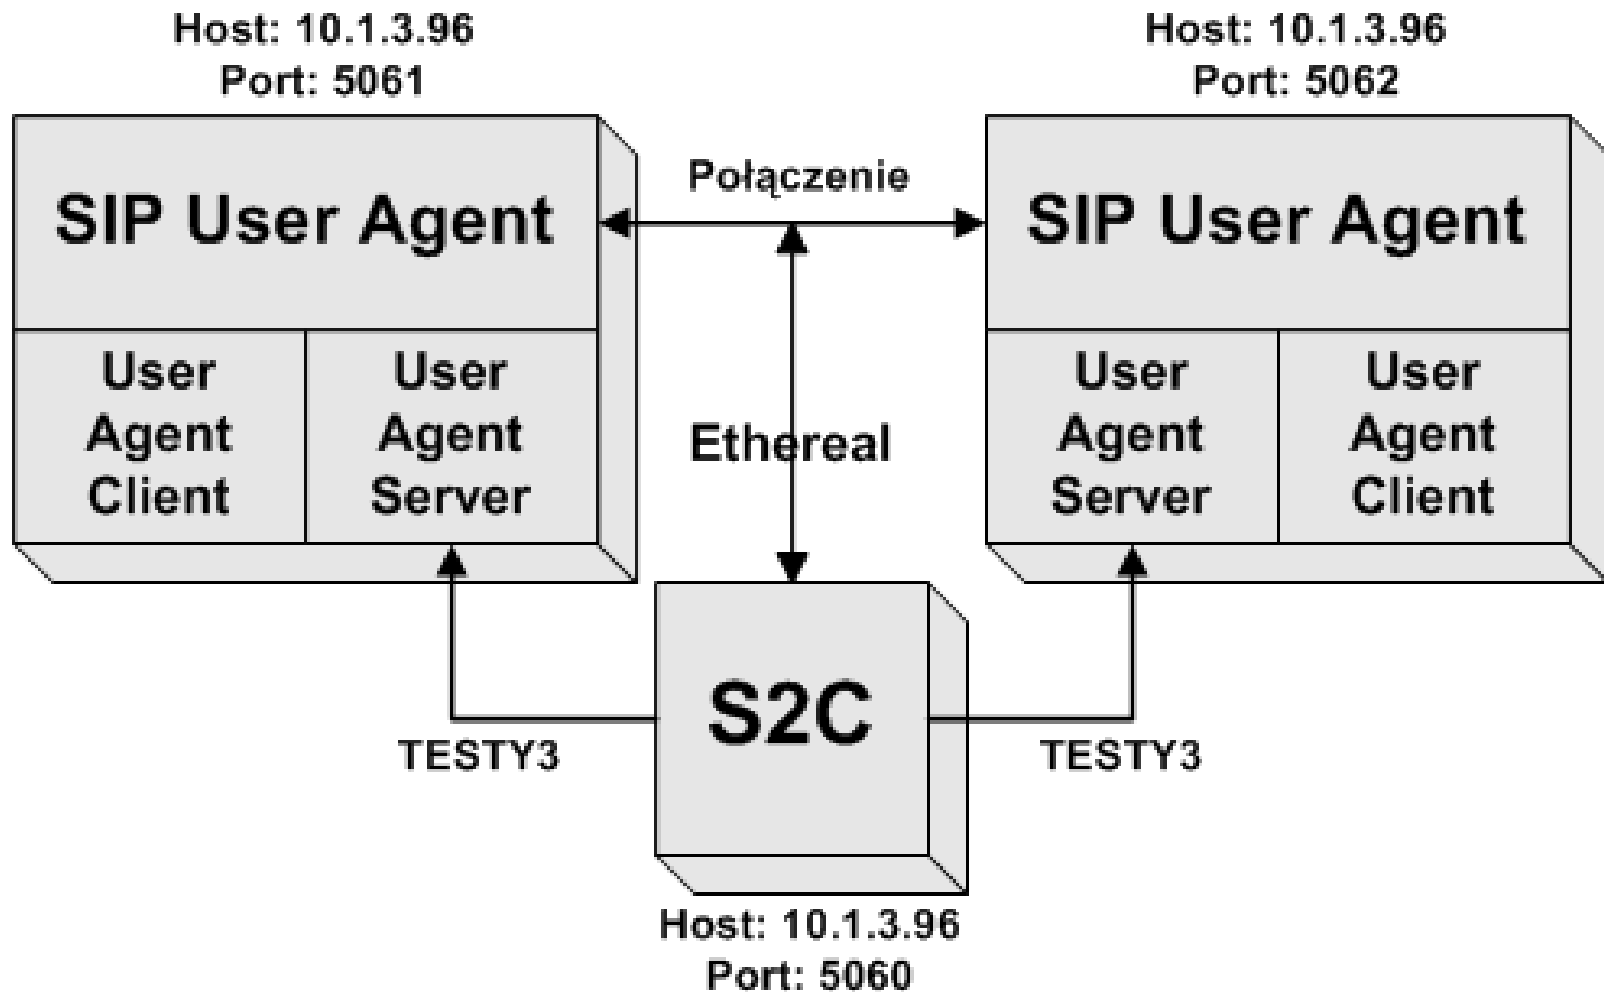 Host: 10.1.3.96
Port: 5061
Host: 10.1.3.96
Port: 5062
SIP User Agent
Połączenie
SIP User Agent
User
Agent
Client
User
Agent
Server
Ethereal
User
Agent
Server
User
Agent
Client
S2C
TESTY3
TESTY3
Host: 10.1.3.96
Port: 5060